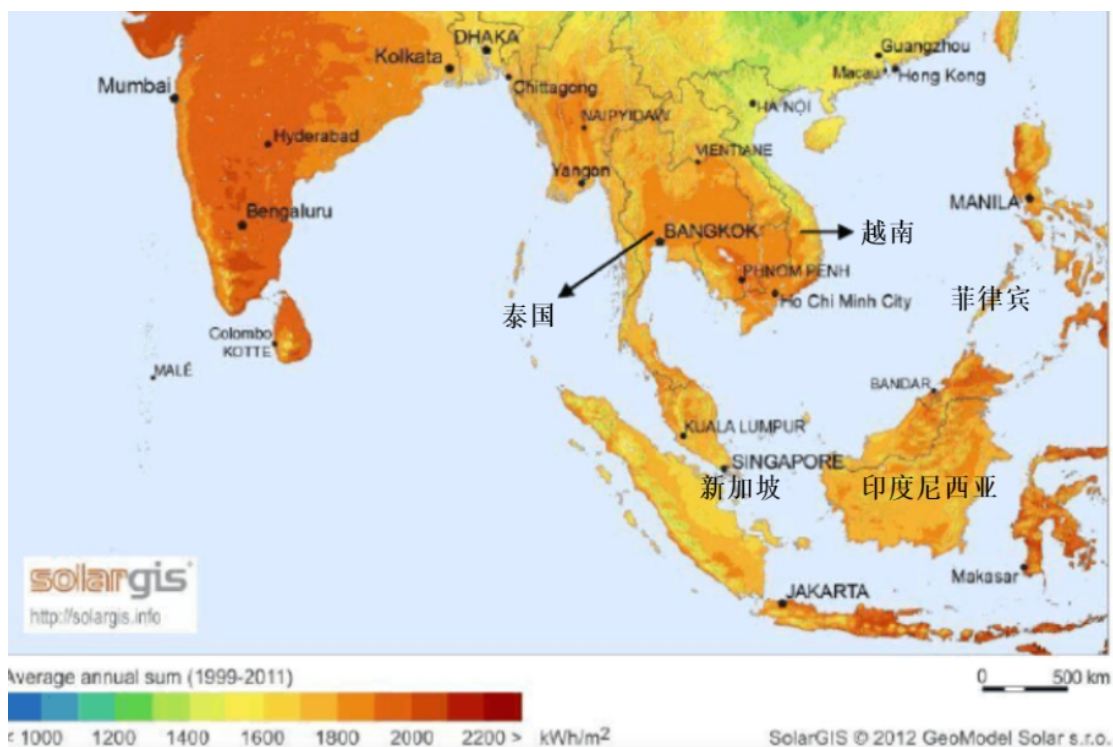 DHAKA
Kolkata
Guangzhou
Macau
Hong Kong
Mumbai
Chittagong
HA NỘI
NAIPYIDAW
Hyderabad
VIENTIANE
Yangon
MANILA
Bengaluru
BANGKOK
越南
PHNOM PENH
菲律宾
Ho Chi Minh City
泰国
Colombo
KOTTE
MALÉ
BANDAR
KUALA LUMPUR
SINGAPORE
新加坡
印度尼西亚
Makasar
JAKARTA
solargis
http://solargis.info
Average annual sum (1999-2011)
0 500 km
< 1000 1200 1400 1600 1800 2000 2200 > kWh/m²
SolarGIS © 2012 GeoModel Solar s.r.o.